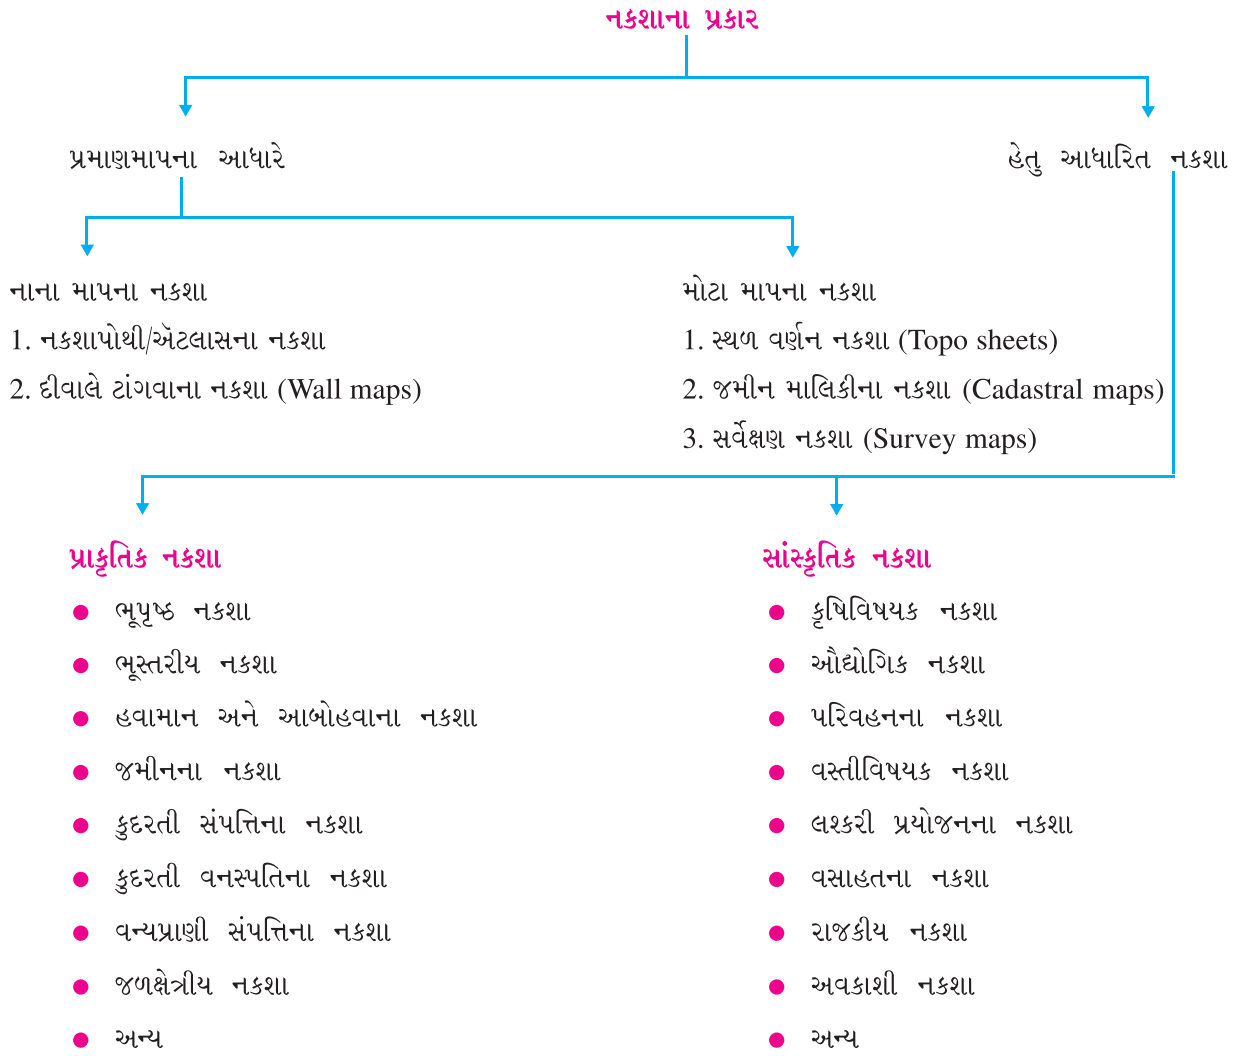 નકશાના પ્રકાર
પ્રમાણમાપના આધારે
હેતુ આધારિત નકશા
નાના માપના નકશા
1. નકશાપોથી/ઍટલાસના નકશા
2. દીવાલે ટાંગવાના નકશા (Wall maps)
મોટા માપના નકશા
1. સ્થળ વર્ણન નકશા (Topo sheets)
2. જમીન માલિકીના નકશા (Cadastral maps)
3. સર્વેક્ષણ નકશા (Survey maps)
પ્રાકૃતિક નકશા
● ભૂપૃષ્ઠ નકશા
● ભૂસ્તરીય નકશા
● હવામાન અને આબોહવાના નકશા
● જમીનના નકશા
● કુદરતી સંપત્તિના નકશા
● કુદરતી વનસ્પતિના નકશા
● વન્યપ્રાણી સંપત્તિના નકશા
● જળક્ષેત્રીય નકશા
● અન્ય
સાંસ્કૃતિક નકશા
● કૃષિવિષયક નકશા
● ઔદ્યોગિક નકશા
● પરિવહનના નકશા
● વસ્તીવિષયક નકશા
● લશ્કરી પ્રયોજનના નકશા
● વસાહતના નકશા
● રાજકીય નકશા
● અવકાશી નકશા
● અન્ય